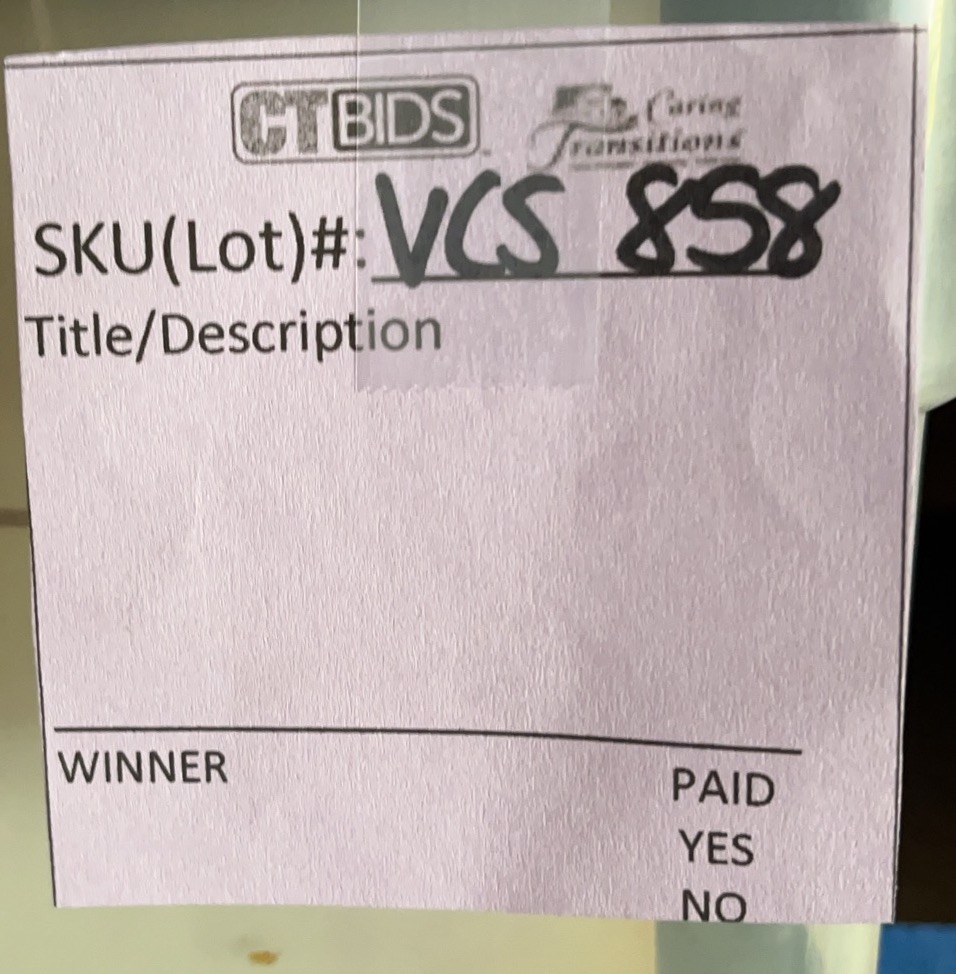 CTBIDS Caring
Transitions
SKU(Lot)#: VCS 858
Title/Description
WINNER
PAID
YES
NO